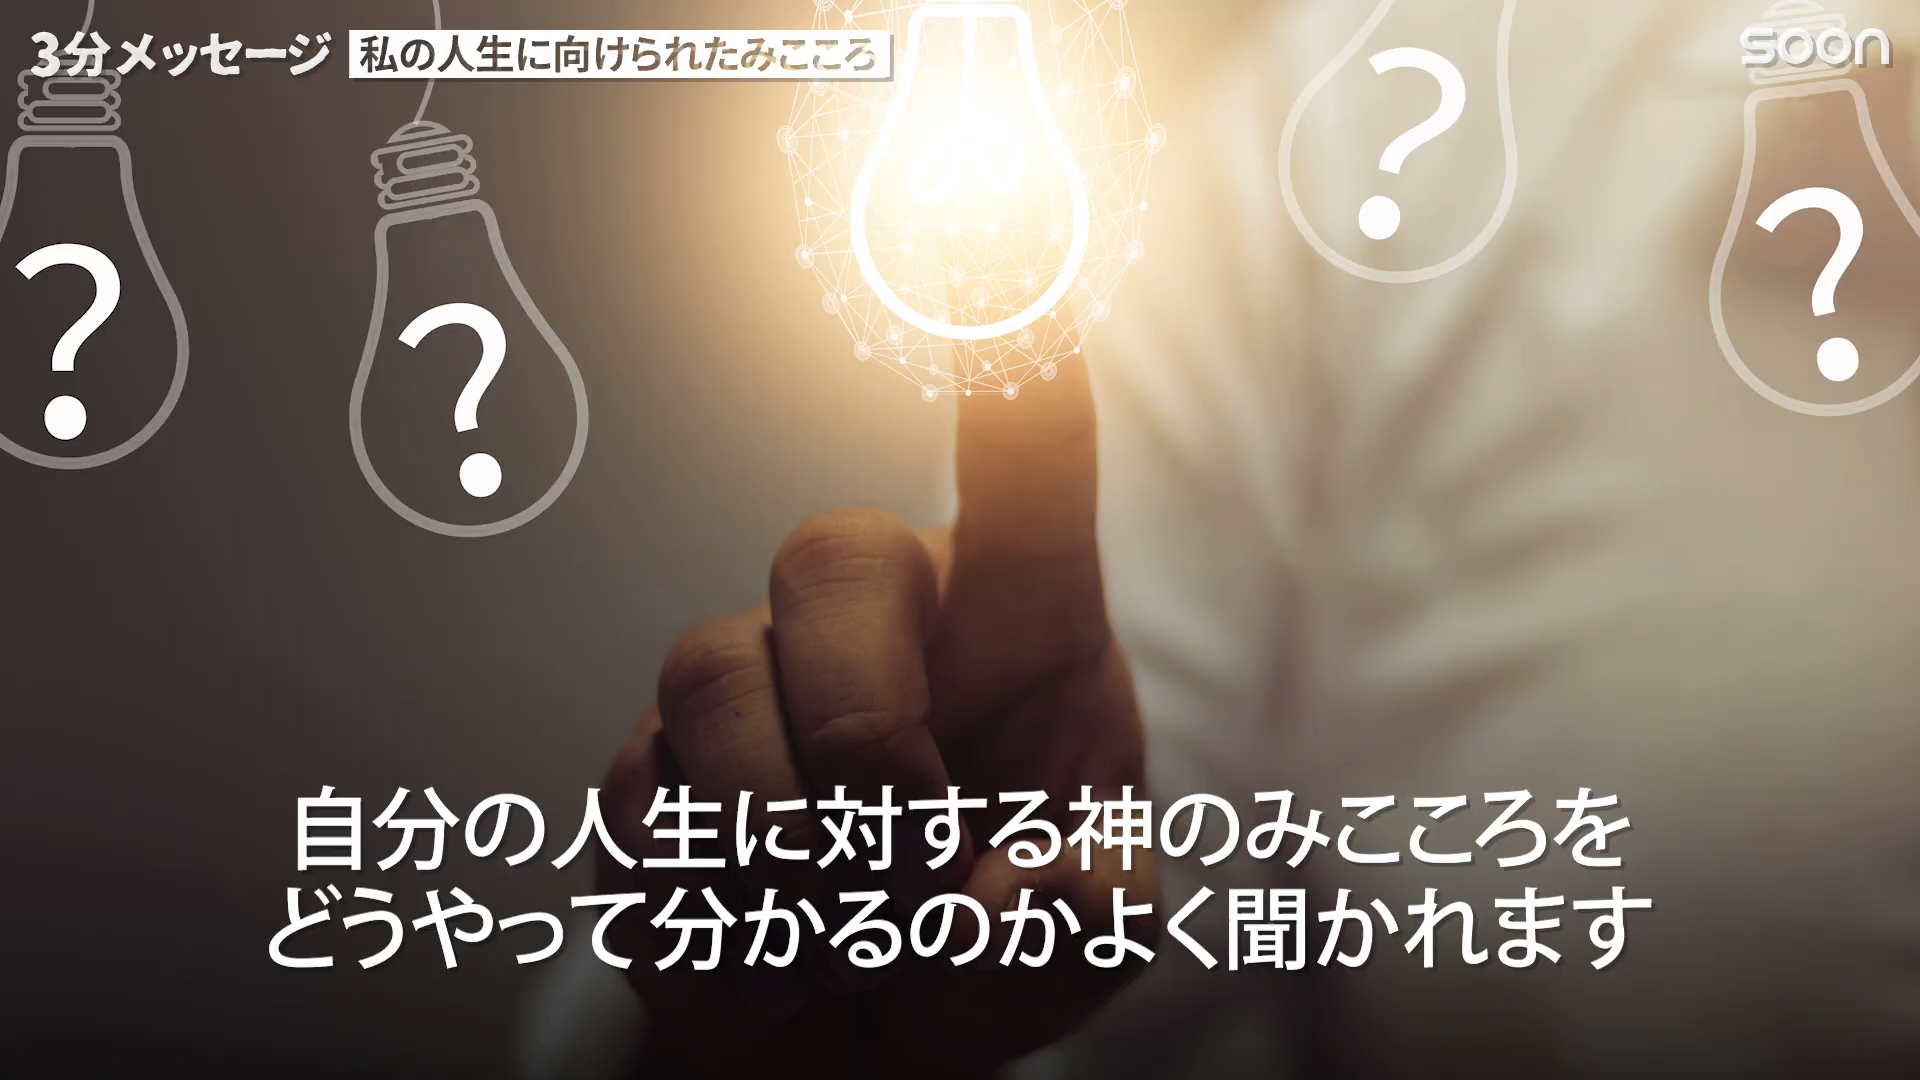 3分メッセージ 私の人生に向けられたみこころ
soon
?
?
?
?
自分の人生に対する神のみこころを
どうやって分かるのかよく聞かれます